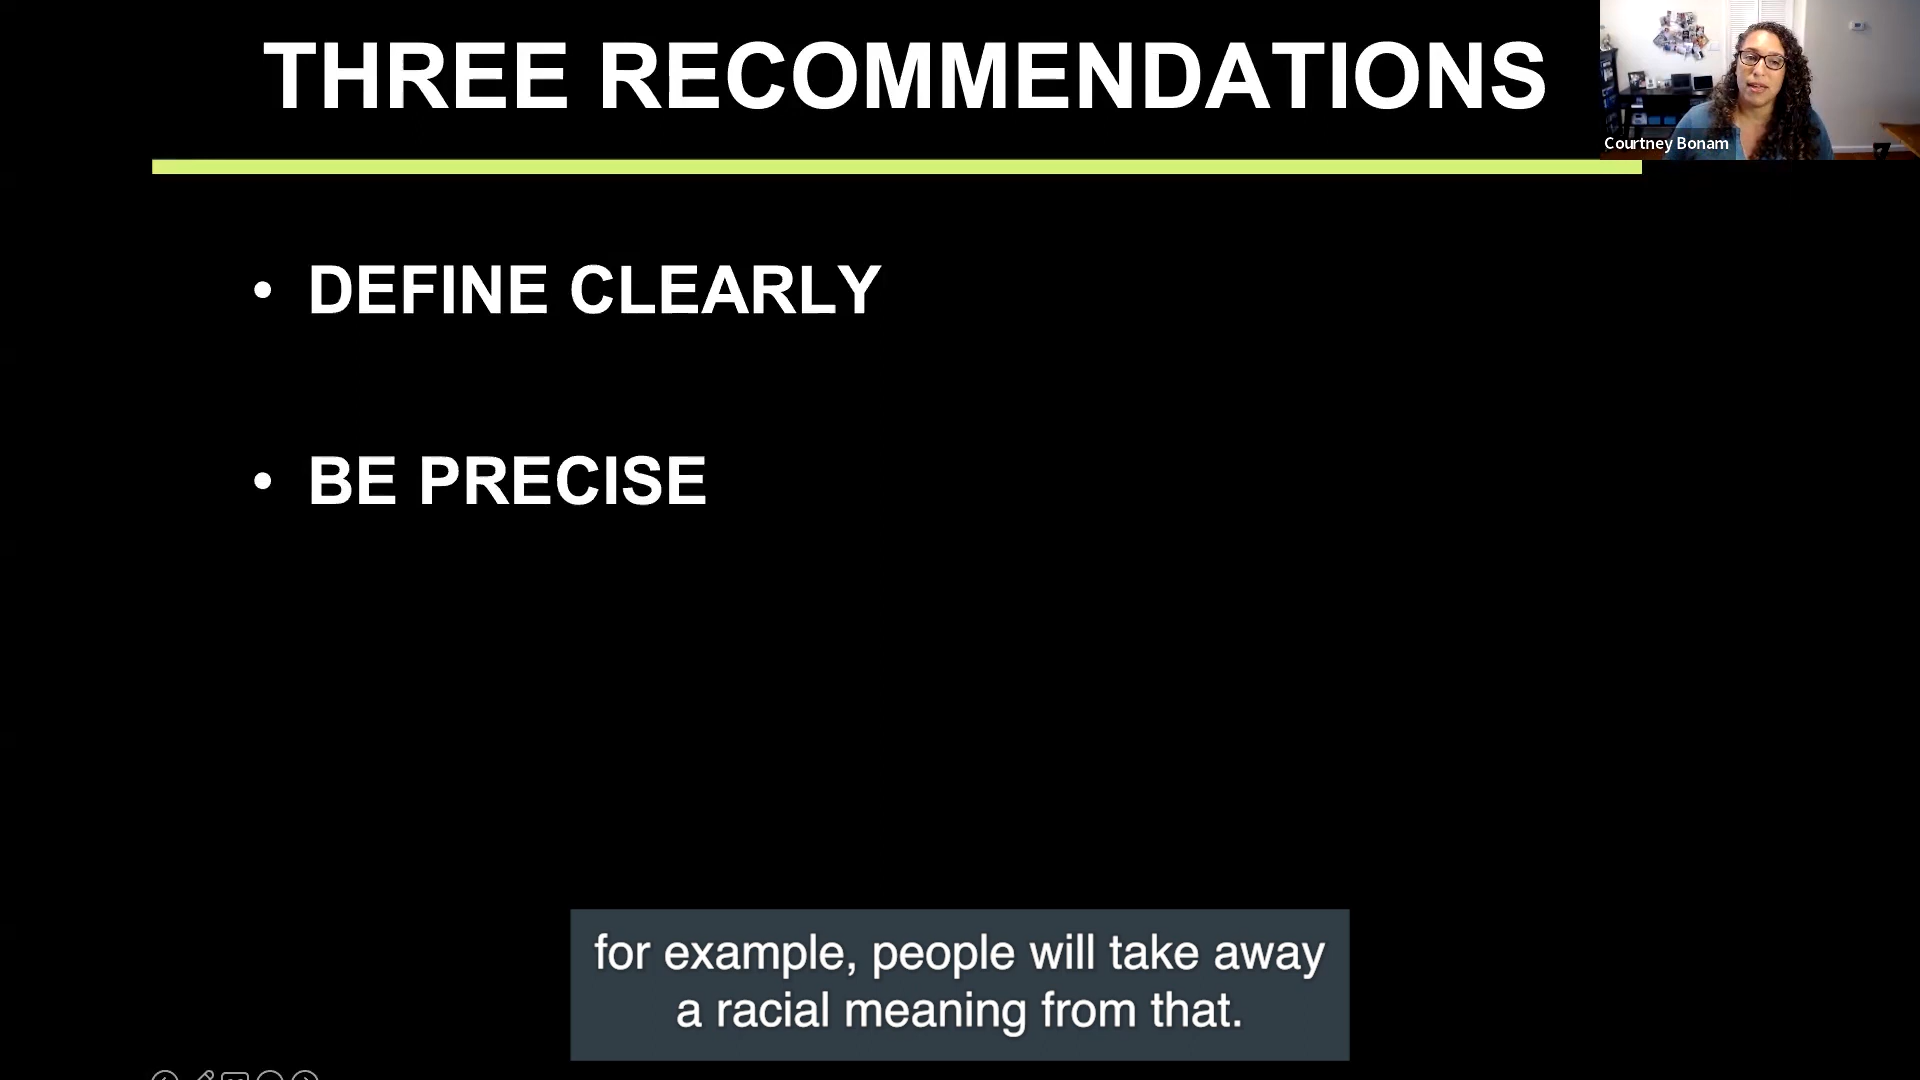 THREE RECOMMENDATIONS
Courtney Bonam
• DEFINE CLEARLY
• BE PRECISE
for example, people will take away
a racial meaning from that.